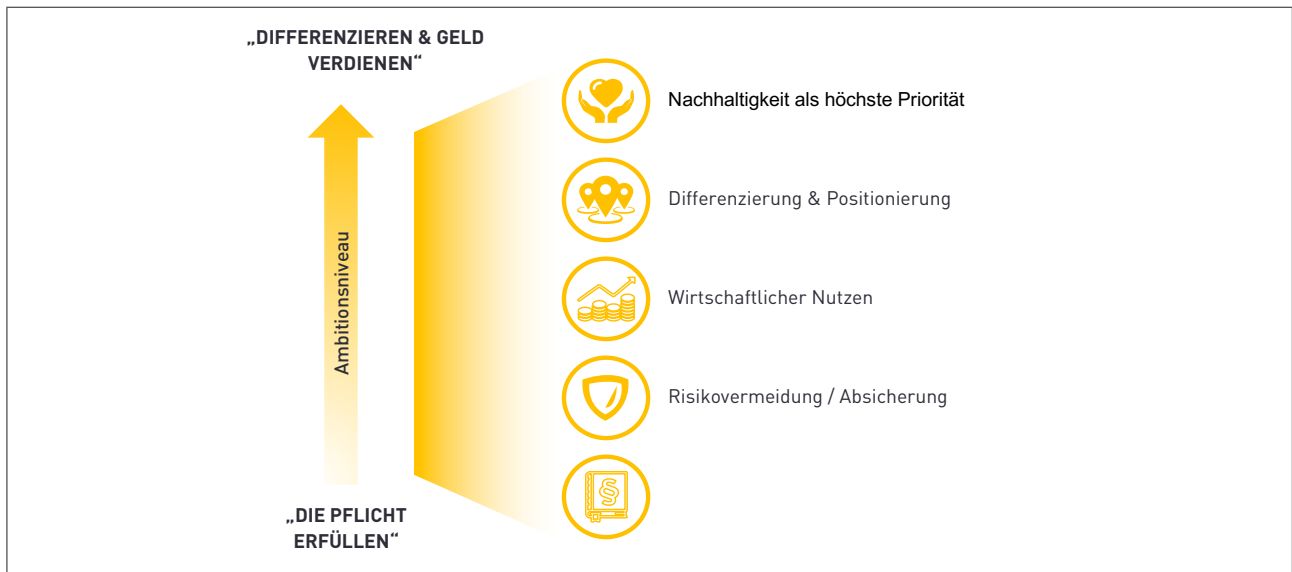 „DIFFERENZIEREN & GELD
VERDIENEN“
Nachhaltigkeit als höchste Priorität
Differenzierung & Positionierung
Wirtschaftlicher Nutzen
Ambitionsniveau
Risikovermeidung / Absicherung
§
„DIE PFLICHT
ERFÜLLEN“